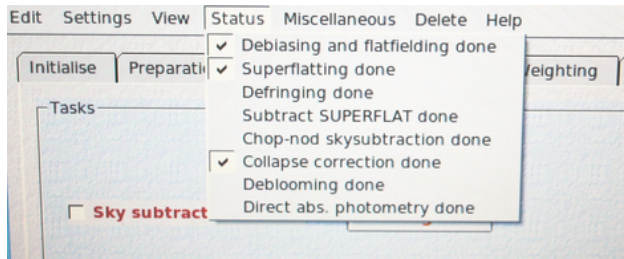 Edit Settings View Status Miscellaneous Delete Help
Debiasing and flatfielding done
Initialise
Superflatting done
Defringing done
Tasks
Subtract SUPERFLAT done
Chop-nod skysubtraction done
Collapse correction done
Deblooming done
Sky subtract
Direct abs. photometry done